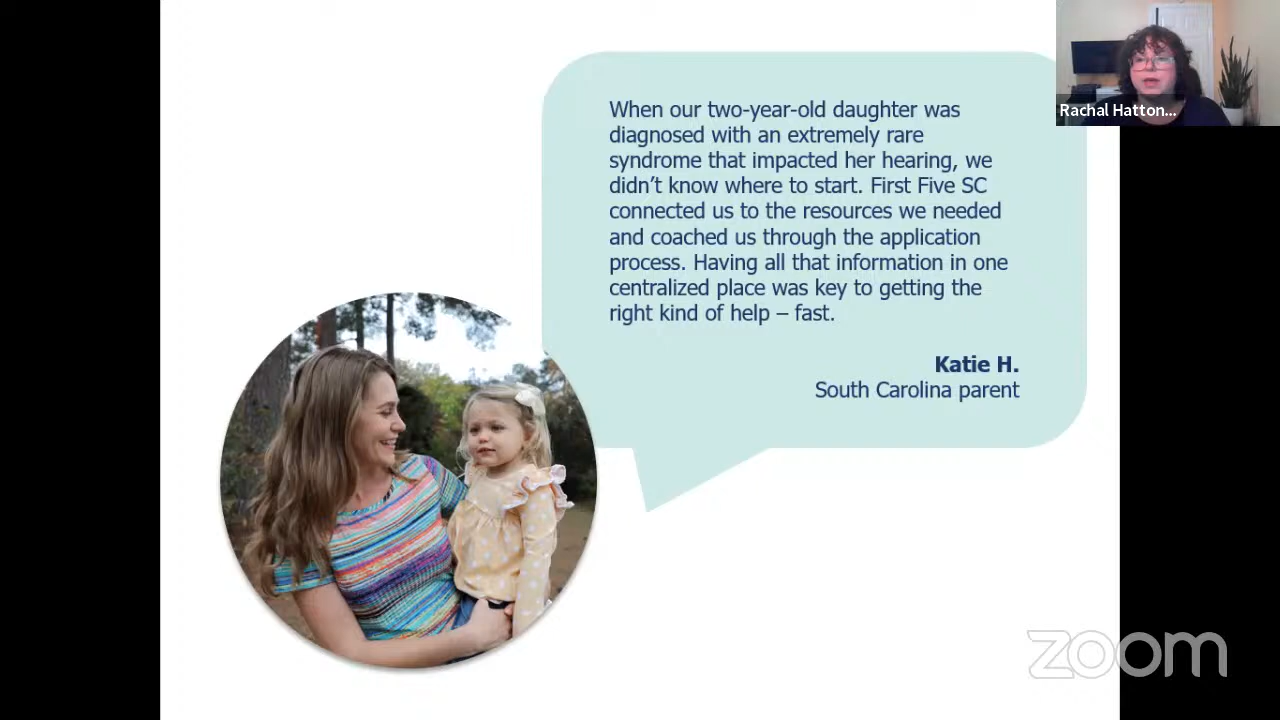 When our two-year-old daughter was
diagnosed with an extremely rare
syndrome that impacted her hearing, we
didn’t know where to start. First Five SC
connected us to the resources we needed
and coached us through the application
process. Having all that information in one
centralized place was key to getting the
right kind of help – fast.
Katie H.
South Carolina parent
Rachal Hatton...
zoom